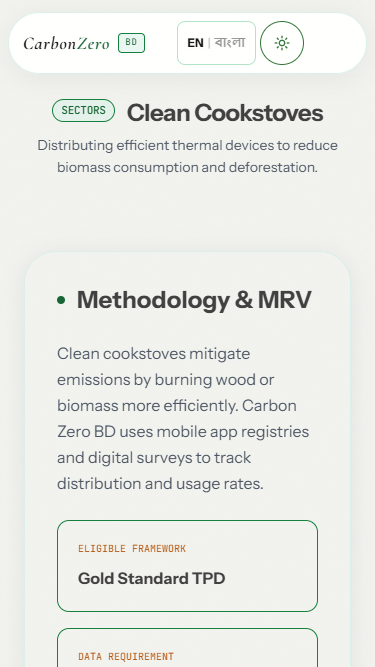 CarbonZero BD EN | বাংলা
SECTORS Clean Cookstoves
Distributing efficient thermal devices to reduce
biomass consumption and deforestation.
Methodology & MRV
Clean cookstoves mitigate
emissions by burning wood or
biomass more efficiently. Carbon
Zero BD uses mobile app registries
and digital surveys to track
distribution and usage rates.
ELIGIBLE FRAMEWORK
Gold Standard TPD
DATA REQUIREMENT